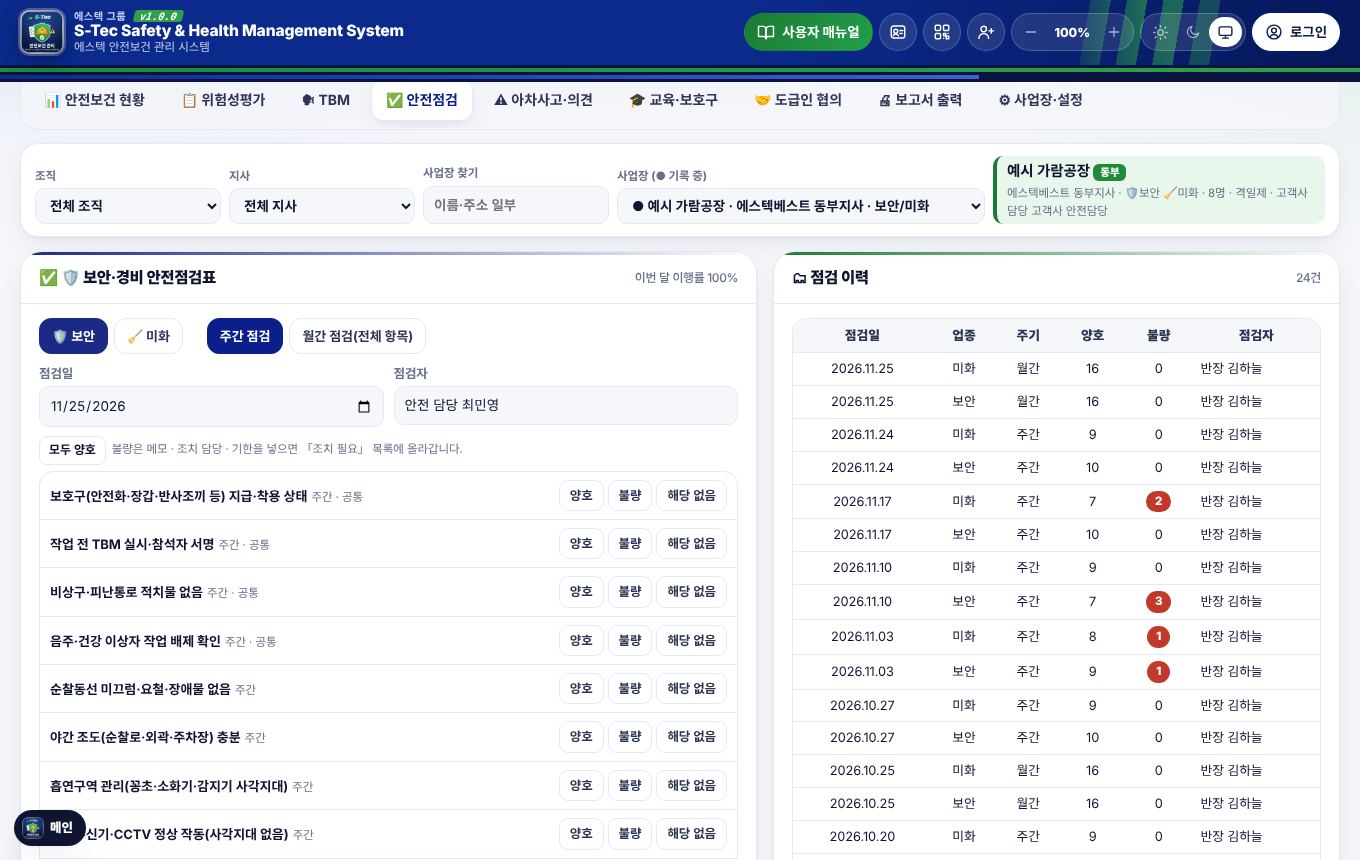 에스텍 그룹 v1.0.0
S-Tec Safety & Health Management System
에스텍 안전보건 관리 시스템
사용자 매뉴얼
100%
로그인
안전보건 현황
위험성평가
TBM
안전점검
아차사고·의견
교육·보호구
도급인 협의
보고서 출력
사업장·설정
조직
지사
사업장 찾기
사업장 (● 기록 중)
전체 조직
전체 지사
이름·주소 일부
● 예시 가람공장 · 에스텍베스트 동부지사 · 보안/미화
예시 가람공장 동부
에스텍베스트 동부지사 · 보안 미화 · 8명 · 격일제 · 고객사
담당 고객사 안전담당
보안·경비 안전점검표
이번 달 이행률 100%
보안
미화
주간 점검
월간 점검(전체 항목)
점검일
점검자
11/25/2026
안전 담당 최민영
모두 양호
불량은 메모 · 조치 담당 · 기한을 넣으면 「조치 필요」 목록에 올라갑니다.
보호구(안전화·장갑·반사조끼 등) 지급·착용 상태 주간 · 공통 양호 불량 해당 없음
작업 전 TBM 실시·참석자 서명 주간 · 공통 양호 불량 해당 없음
비상구·피난통로 적치물 없음 주간 · 공통 양호 불량 해당 없음
음주·건강 이상자 작업 배제 확인 주간 · 공통 양호 불량 해당 없음
순찰동선 미끄럼·요철·장애물 없음 주간 양호 불량 해당 없음
야간 조도(순찰로·외곽·주차장) 충분 주간 양호 불량 해당 없음
흡연구역 관리(꽁초·소화기·감지기 사각지대) 주간 양호 불량 해당 없음
신기·CCTV 정상 작동(사각지대 없음) 주간 양호 불량 해당 없음
메인
점검 이력
24건
점검일 업종 주기 양호 불량 점검자
2026.11.25 미화 월간 16 0 반장 김하늘
2026.11.25 보안 월간 16 0 반장 김하늘
2026.11.24 미화 주간 9 0 반장 김하늘
2026.11.24 보안 주간 10 0 반장 김하늘
2026.11.17 미화 주간 7 2 반장 김하늘
2026.11.17 보안 주간 10 0 반장 김하늘
2026.11.10 미화 주간 9 0 반장 김하늘
2026.11.10 보안 주간 7 3 반장 김하늘
2026.11.03 미화 주간 8 1 반장 김하늘
2026.11.03 보안 주간 9 1 반장 김하늘
2026.10.27 미화 주간 9 0 반장 김하늘
2026.10.27 보안 주간 10 0 반장 김하늘
2026.10.25 미화 월간 16 0 반장 김하늘
2026.10.25 보안 월간 16 0 반장 김하늘
2026.10.20 미화 주간 9 0 반장 김하늘